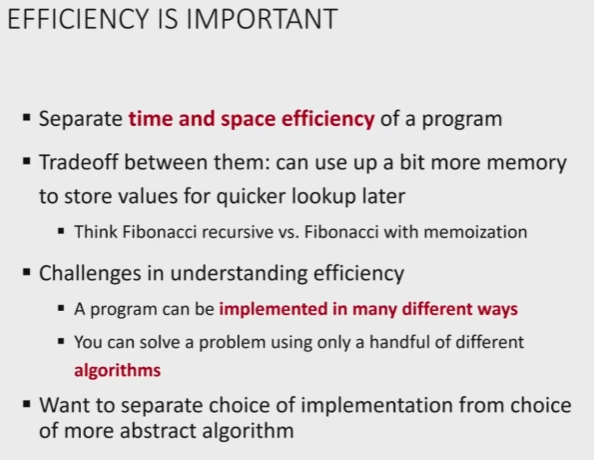 EFFICIENCY IS IMPORTANT
▪ Separate time and space efficiency of a program
▪ Tradeoff between them: can use up a bit more memory
to store values for quicker lookup later
▪ Think Fibonacci recursive vs. Fibonacci with memoization
▪ Challenges in understanding efficiency
▪ A program can be implemented in many different ways
▪ You can solve a problem using only a handful of different
algorithms
▪ Want to separate choice of implementation from choice
of more abstract algorithm